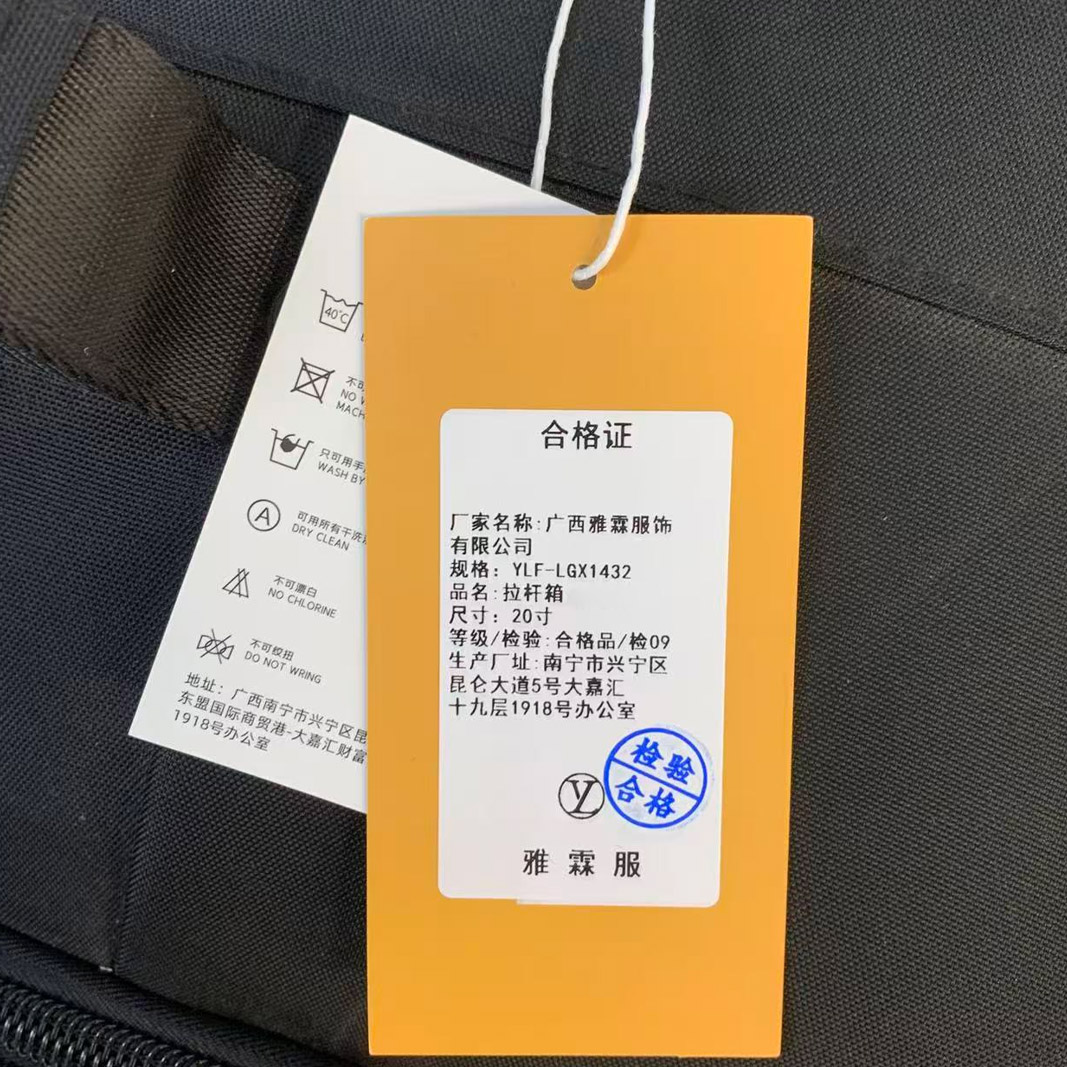 合格证
厂家名称:广西雅霖服饰
有限公司
规格：YLF-LGX1432
品名:拉杆箱
尺寸：20寸
等级/检验:合格品/检09
生产厂址:南宁市兴宁区
昆仑大道5号大嘉汇
十九层1918号办公室
检验
合格
雅霖服
40°C
不可
NO
MACH
只可用手
WASH BY
可用所有干洗
DRY CLEAN
A
不可漂白
NO CHLORINE
不可绞扭
DO NOT WRING
地址：广西南宁市兴宁区昆
东盟国际商贸港-大嘉汇财富
1918号办公室